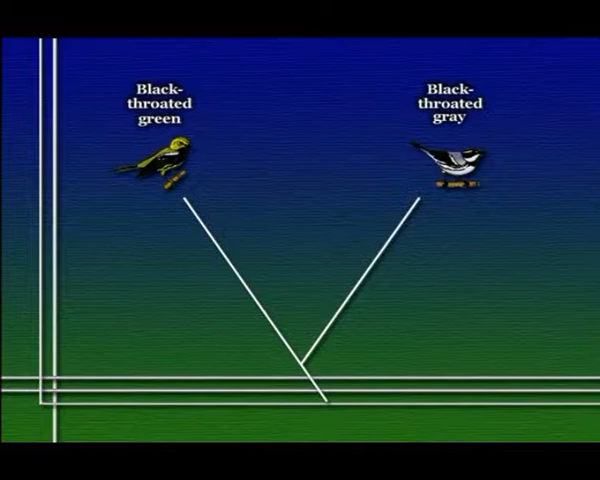 Black-
throated
green
Black-
throated
gray